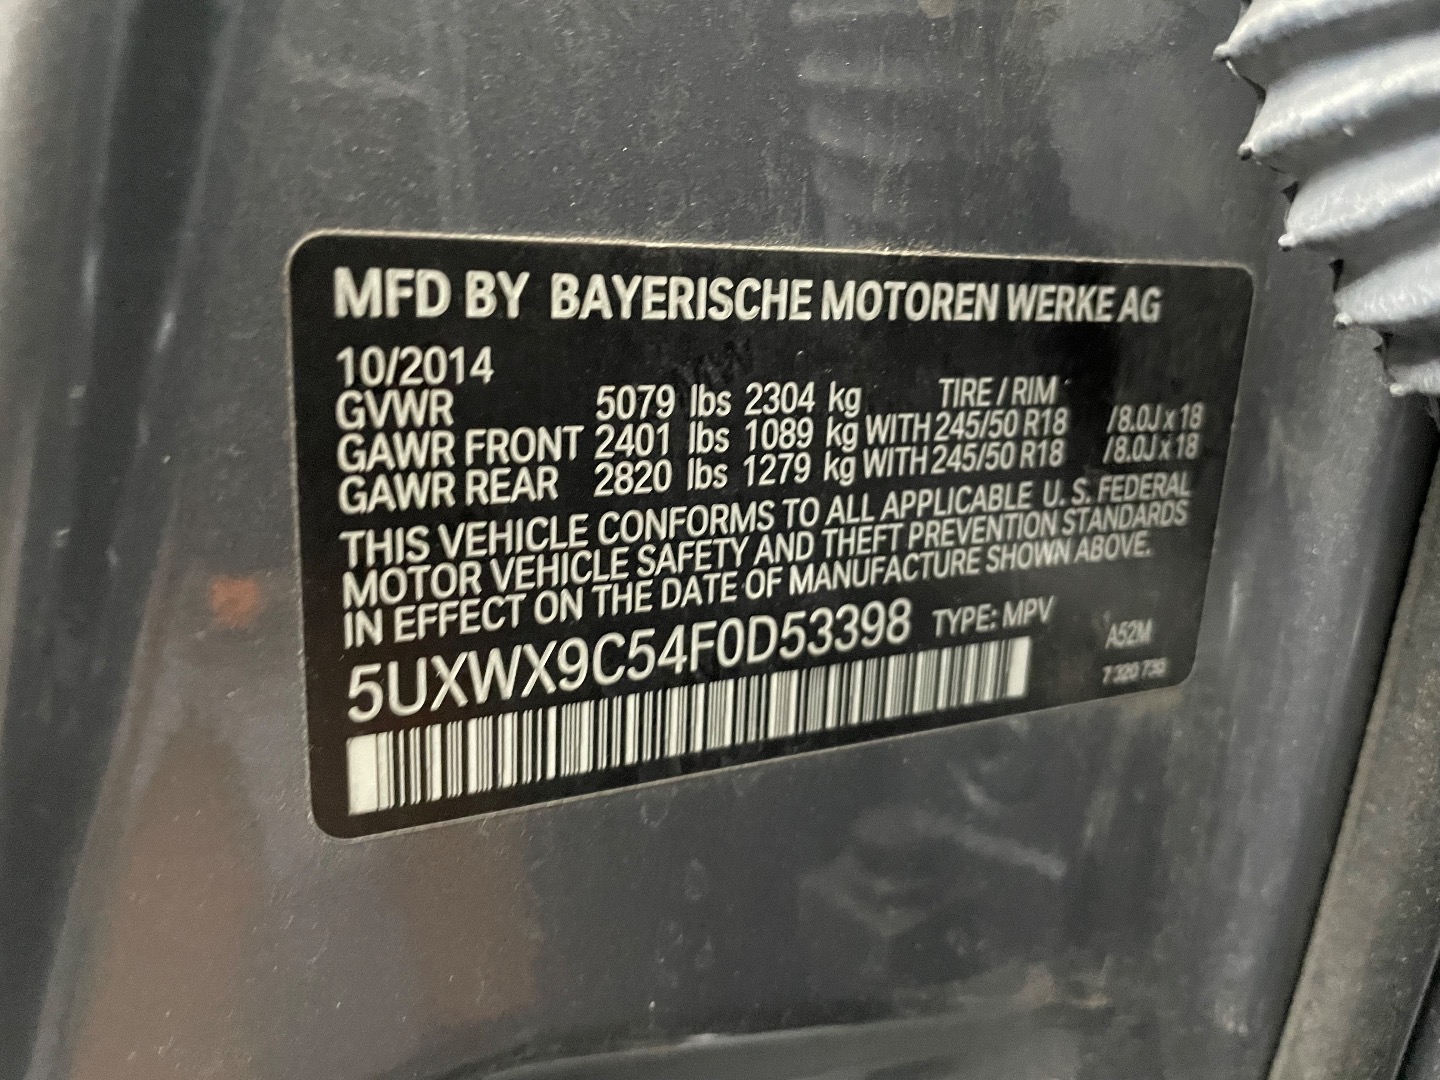 MFD BY BAYERISCHE MOTOREN WERKE AG
10/2014
TIRE / RIM
GVWR 5079 lbs 2304 kg
GAWR FRONT 2401 lbs 1089 kg WITH 245/50 R18 /8.0J x 18
GAWR REAR 2820 lbs 1279 kg WITH 245/50 R18 /8.0J x 18
THIS VEHICLE CONFORMS TO ALL APPLICABLE U. S. FEDERAL
MOTOR VEHICLE SAFETY AND THEFT PREVENTION STANDARDS
IN EFFECT ON THE DATE OF MANUFACTURE SHOWN ABOVE.
5UXWX9C54F0D53398 TYPE: MPV
A52M
7 320